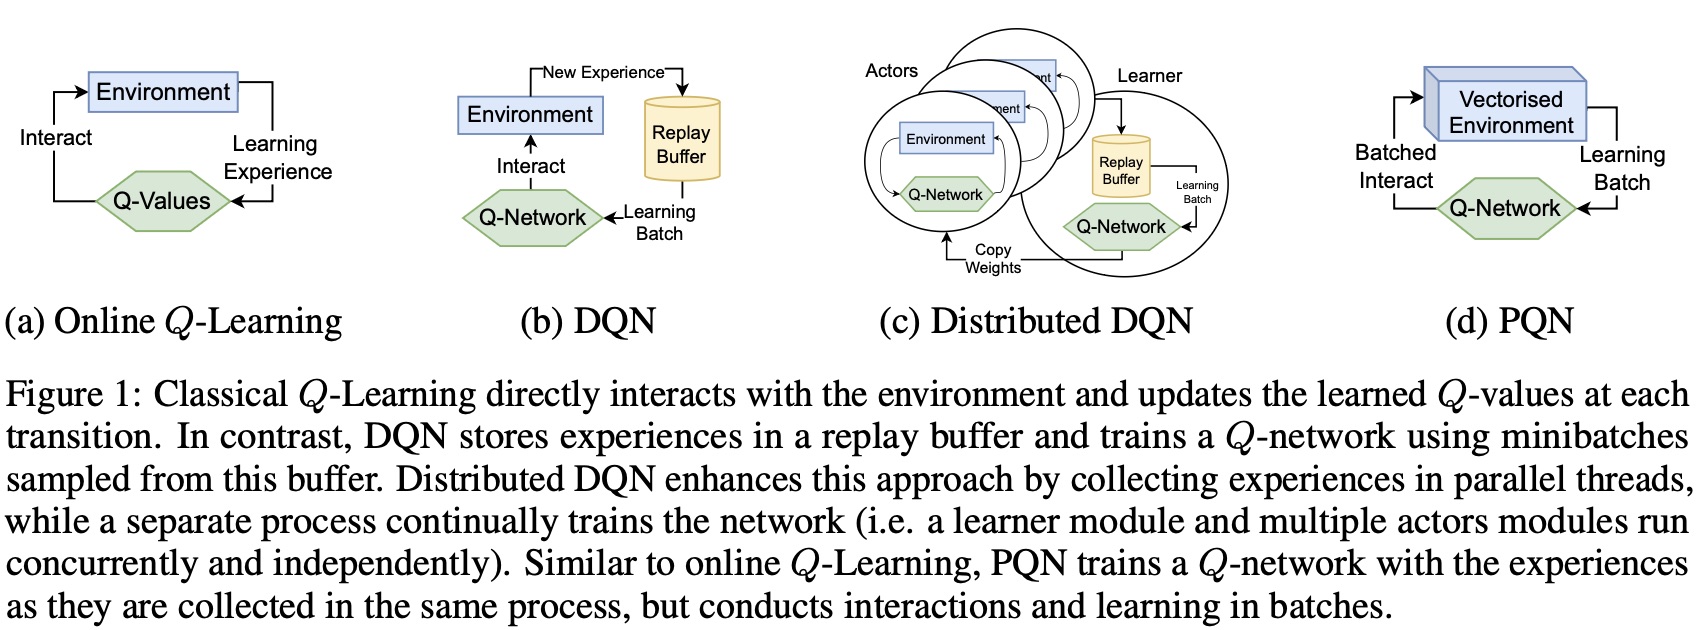 Environment
Interact
Learning
Experience
Q-Values
(a) Online Q-Learning
New Experience
Environment
Replay
Buffer
Interact
Q-Network
Learning
Batch
(b) DQN
Actors
Learner
nt
ment
Environment
Q-Network
Replay
Buffer
Learning
Batch
Q-Network
Copy
Weights
(c) Distributed DQN
Vectorised
Environment
Batched
Interact
Learning
Batch
Q-Network
(d) PQN
Figure 1: Classical Q-Learning directly interacts with the environment and updates the learned Q-values at each
transition. In contrast, DQN stores experiences in a replay buffer and trains a Q-network using minibatches
sampled from this buffer. Distributed DQN enhances this approach by collecting experiences in parallel threads,
while a separate process continually trains the network (i.e. a learner module and multiple actors modules run
concurrently and independently). Similar to online Q-Learning, PQN trains a Q-network with the experiences
as they are collected in the same process, but conducts interactions and learning in batches.